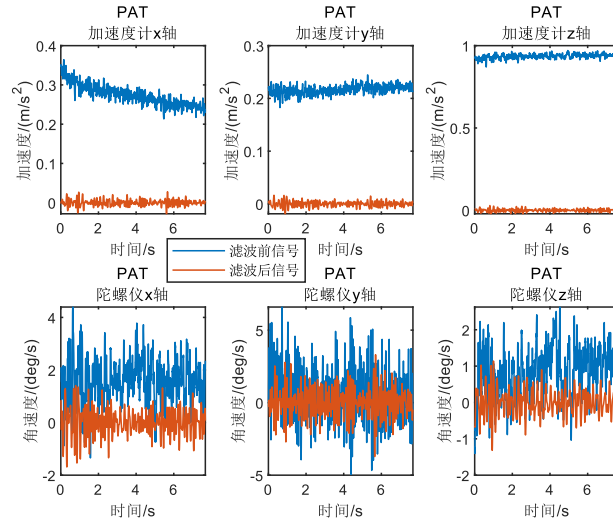 PAT
加速度计x轴
加速度/(m/s²)
0.4
0.3
0.2
0.1
0
0 2 4 6
时间/s
PAT
加速度计y轴
加速度/(m/s²)
0.3
0.2
0.1
0
0 2 4 6
时间/s
PAT
加速度计z轴
加速度/(m/s²)
1
0.5
0
0 2 4 6
时间/s
滤波前信号
滤波后信号
PAT
陀螺仪x轴
角速度/(deg/s)
4
2
0
-2
0 2 4 6
时间/s
PAT
陀螺仪y轴
角速度/(deg/s)
5
0
-5
0 2 4 6
时间/s
PAT
陀螺仪z轴
角速度/(deg/s)
2
1
0
-1
-2
0 2 4 6
时间/s